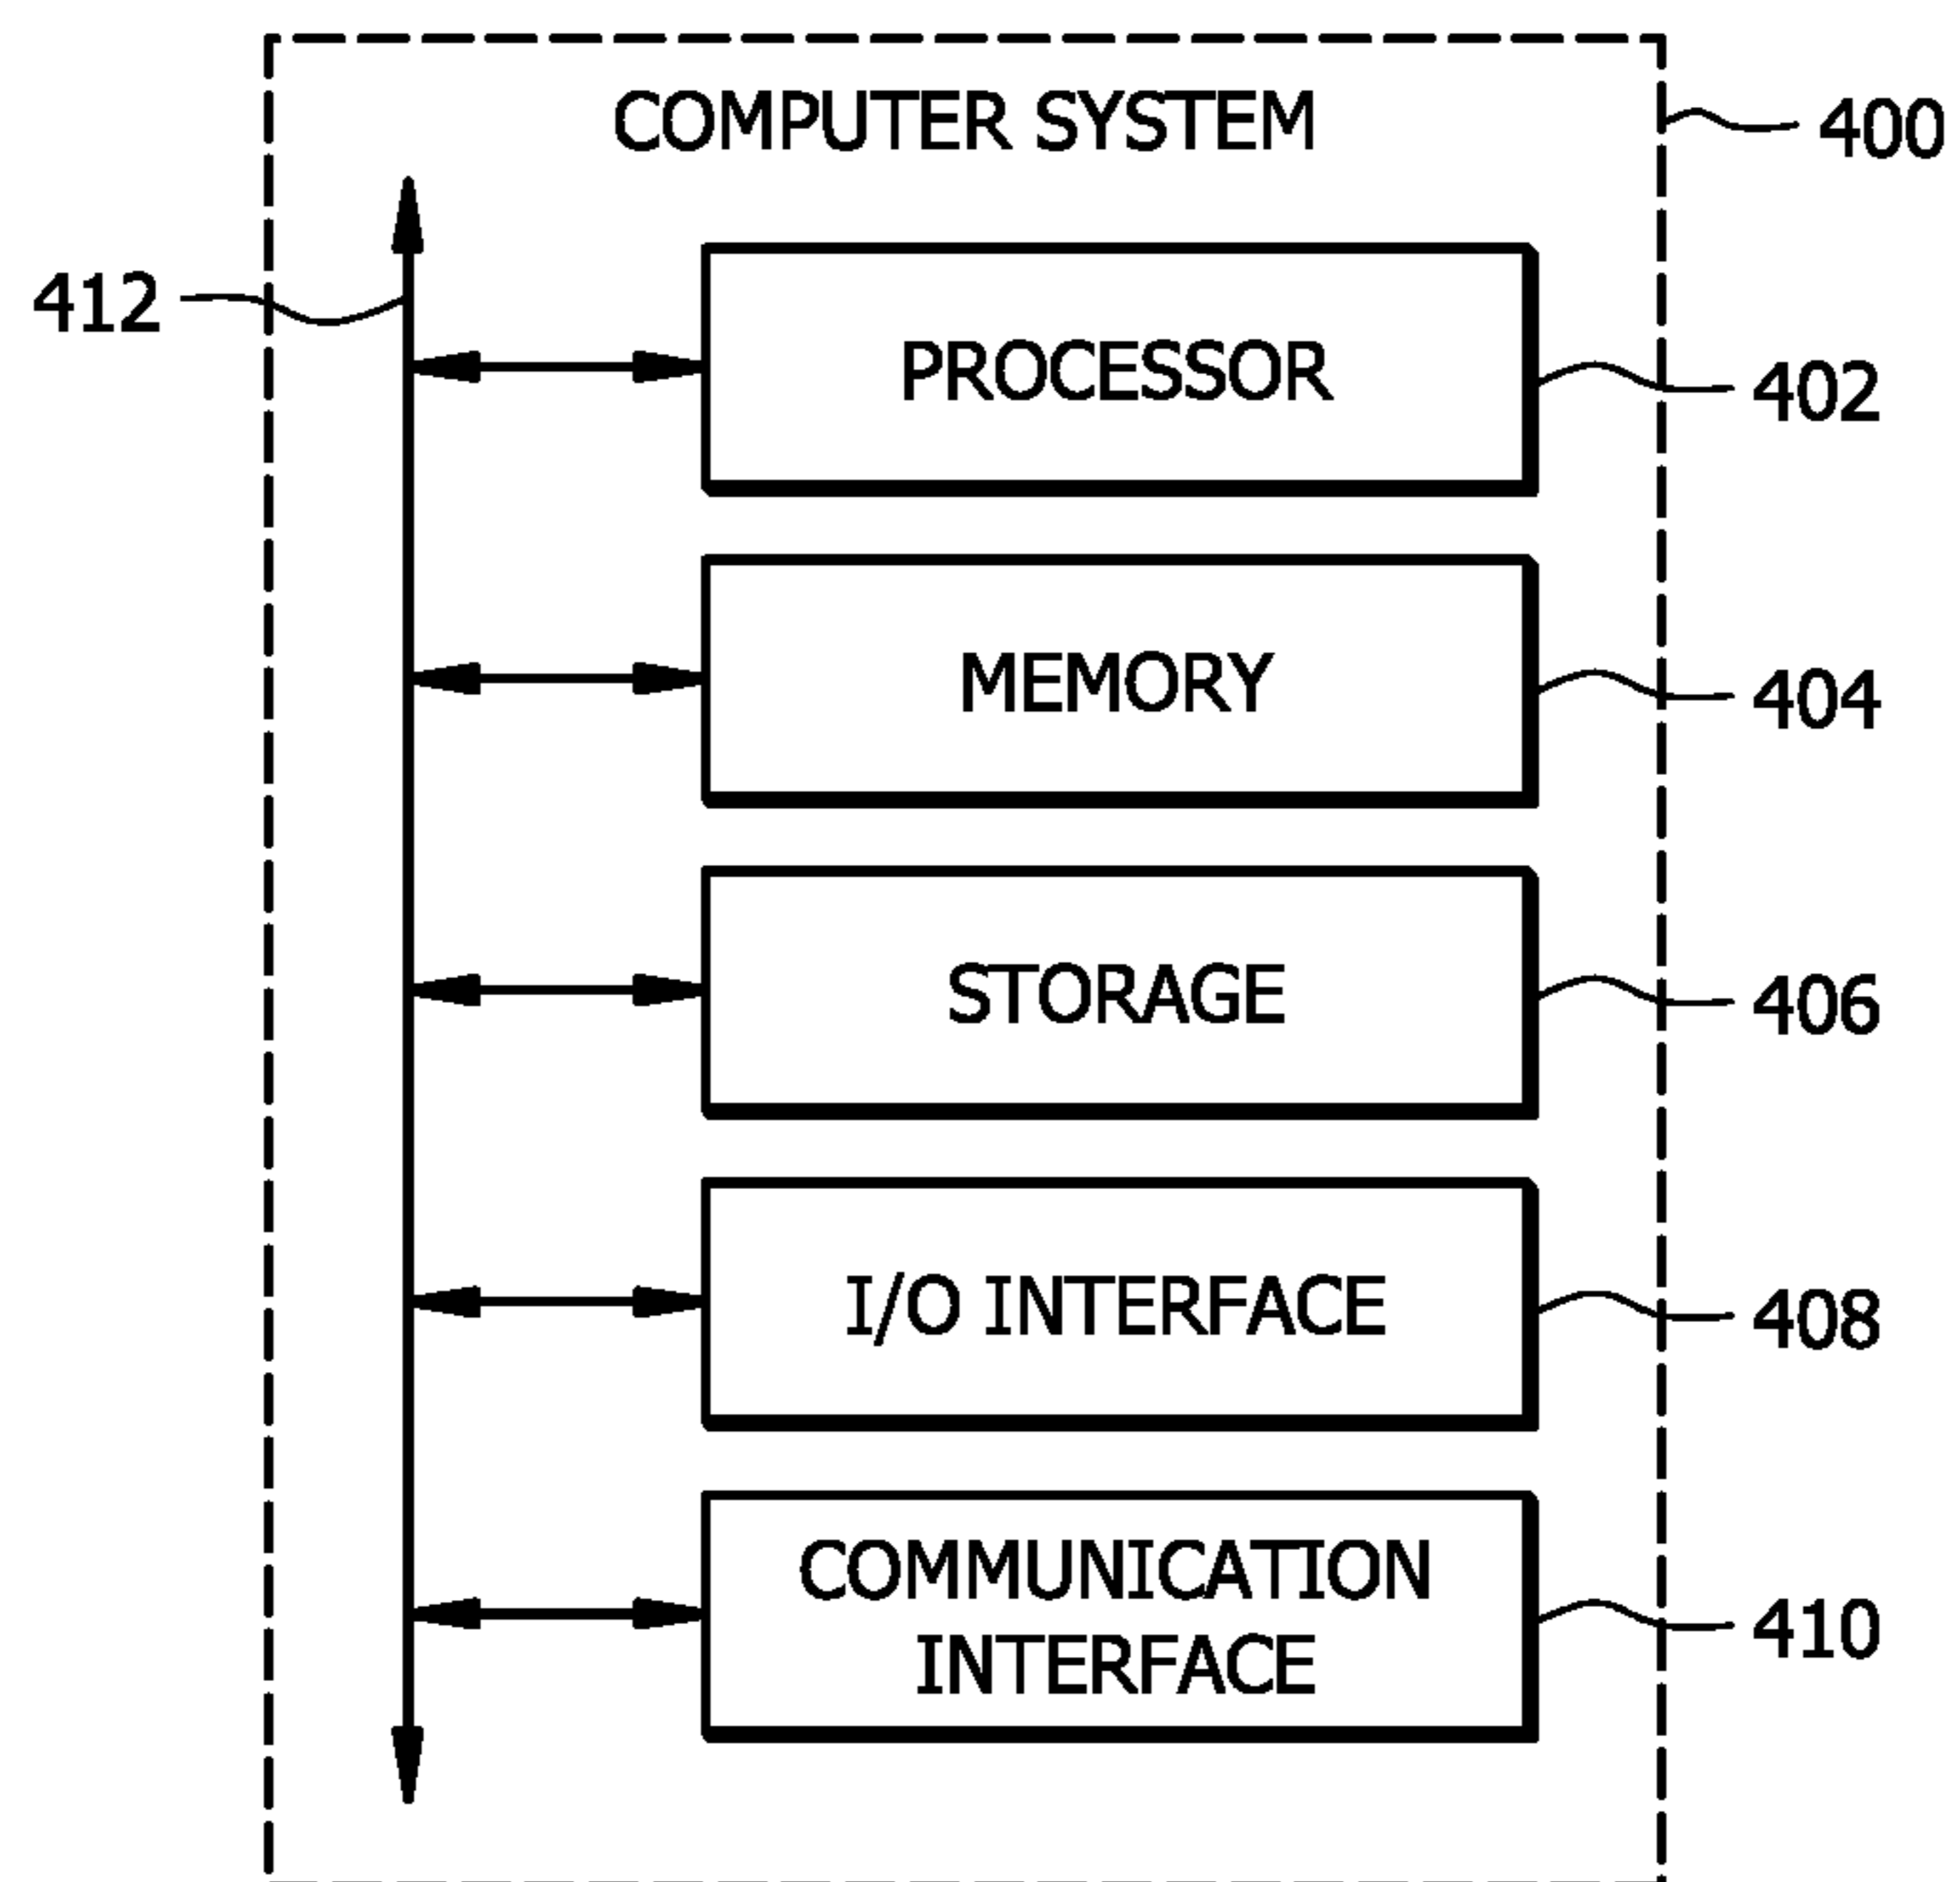 COMPUTER SYSTEM
400
412
PROCESSOR
402
MEMORY
404
STORAGE
406
I/O INTERFACE
408
COMMUNICATION
INTERFACE
410